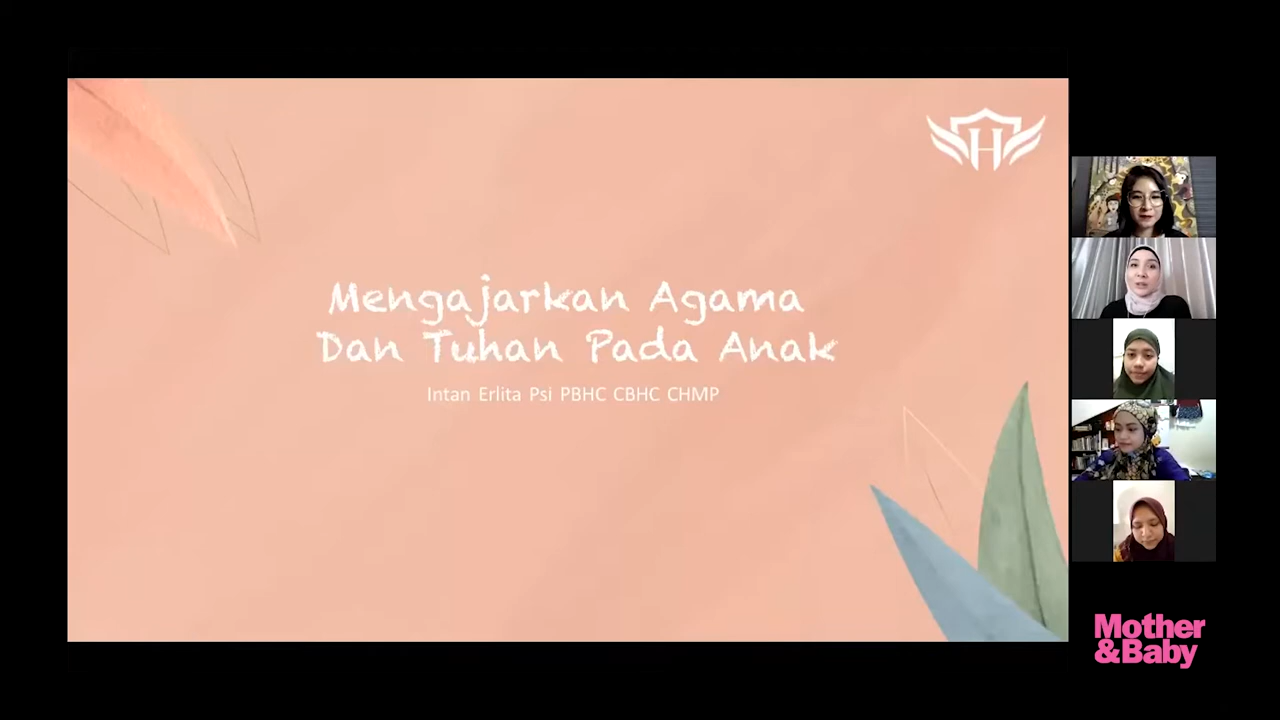 H
Mengajarkan Agama
Dan Tuhan Pada Anak
Intan Erlita Psi PBHC CBHC CHMP
Mother
&Baby